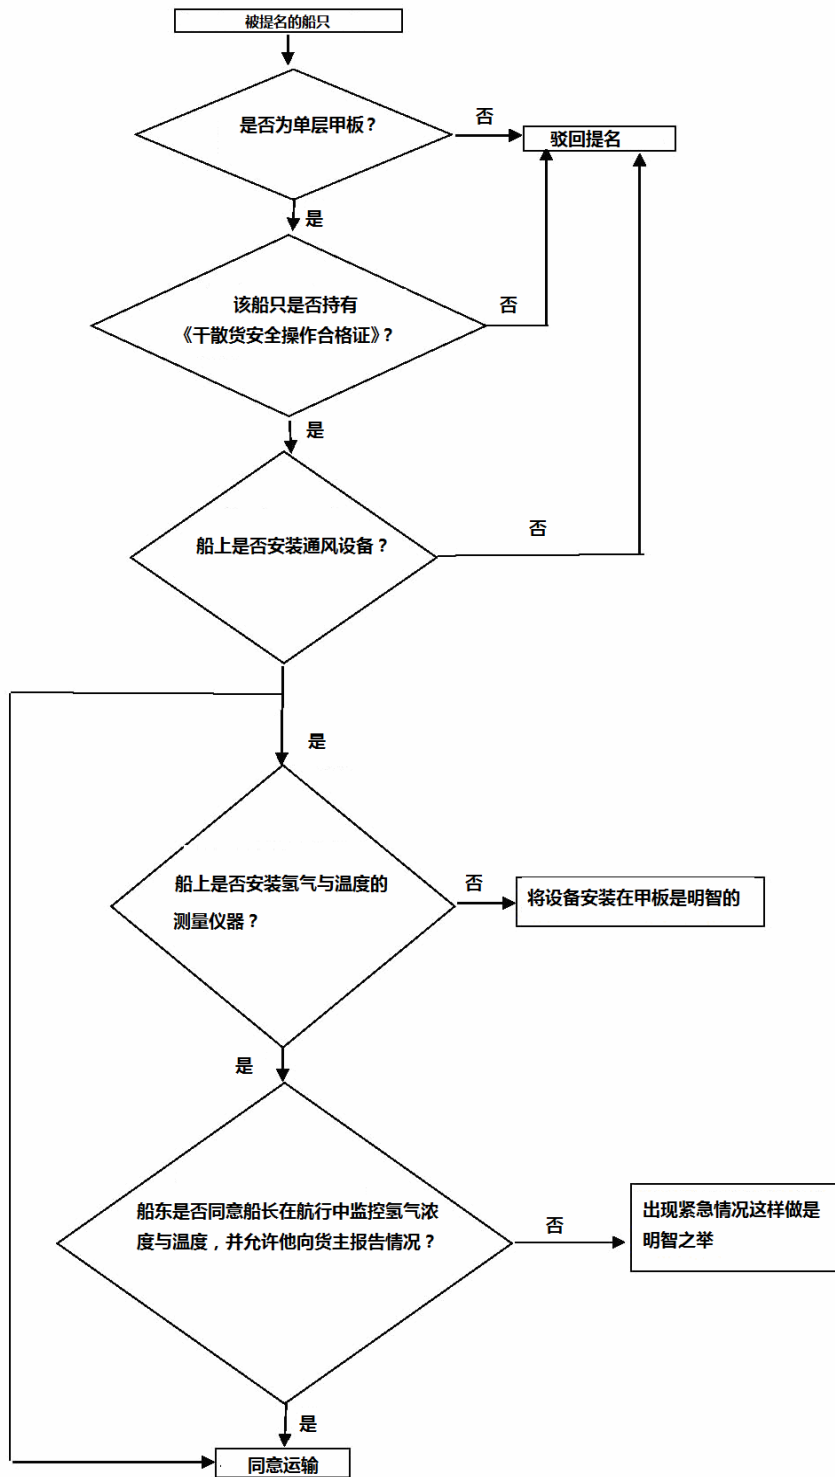 被提名的船只
是否为单层甲板？
否
驳回提名
是
该船只是否持有
《干散货安全操作合格证》？
否
是
船上是否安装通风设备？
否
是
船上是否安装氢气与温度的
测量仪器？
否
将设备安装在甲板是明智的
是
船东是否同意船长在航行中监控氢气浓
度与温度，并允许他向货主报告情况？
否
出现紧急情况这样做是
明智之举
是
同意运输